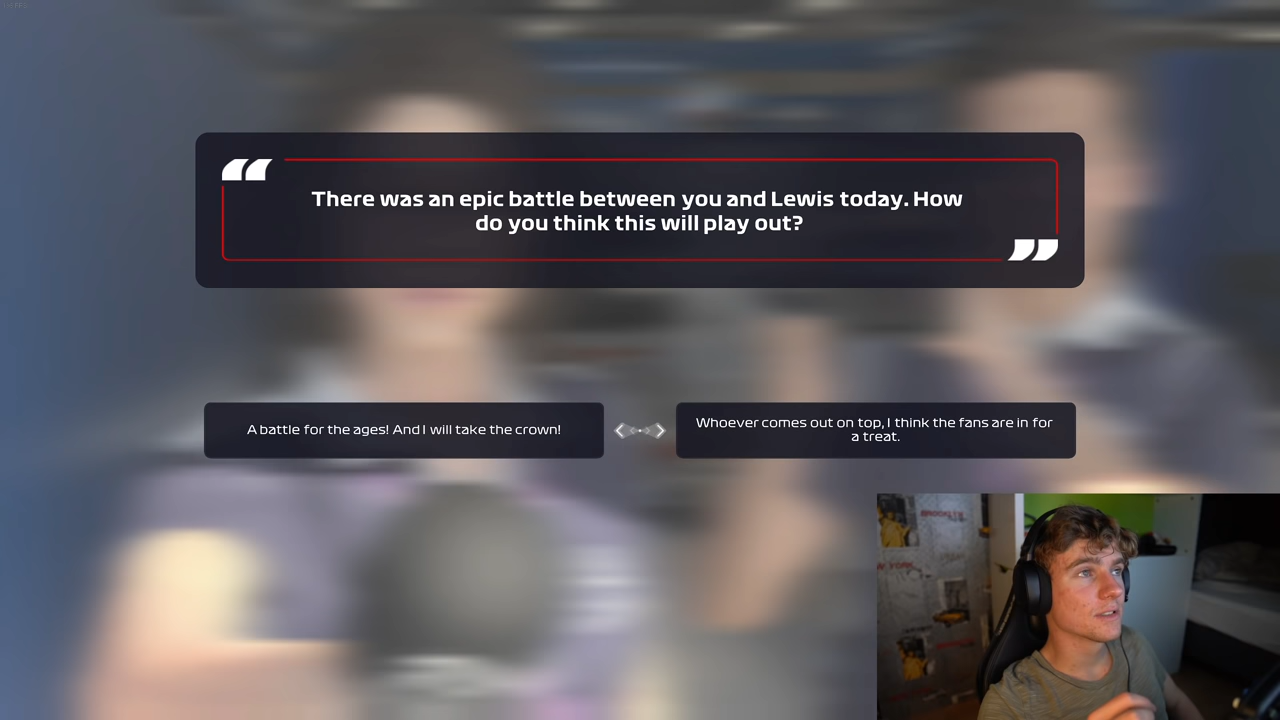 There was an epic battle between you and Lewis today. How
do you think this will play out?
A battle for the ages! And I will take the crown!
Whoever comes out on top, I think the fans are in for
a treat.
BROOKLYN
W YORK